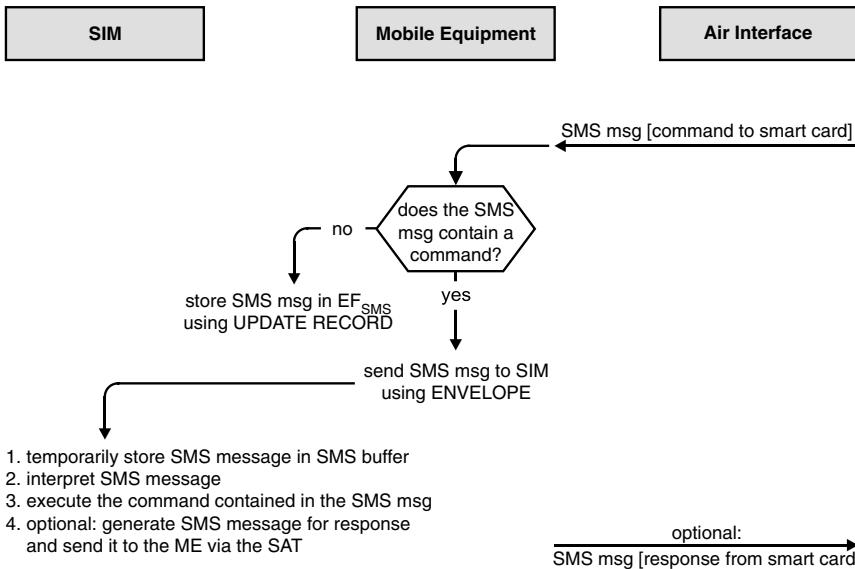 SIM
Mobile Equipment
Air Interface
SMS msg [command to smart card]
does the SMS
msg contain a
command?
no
yes
store SMS msg in EFSMS
using UPDATE RECORD
send SMS msg to SIM
using ENVELOPE
1. temporarily store SMS message in SMS buffer
2. interpret SMS message
3. execute the command contained in the SMS msg
4. optional: generate SMS message for response
and send it to the ME via the SAT
optional:
SMS msg [response from smart card